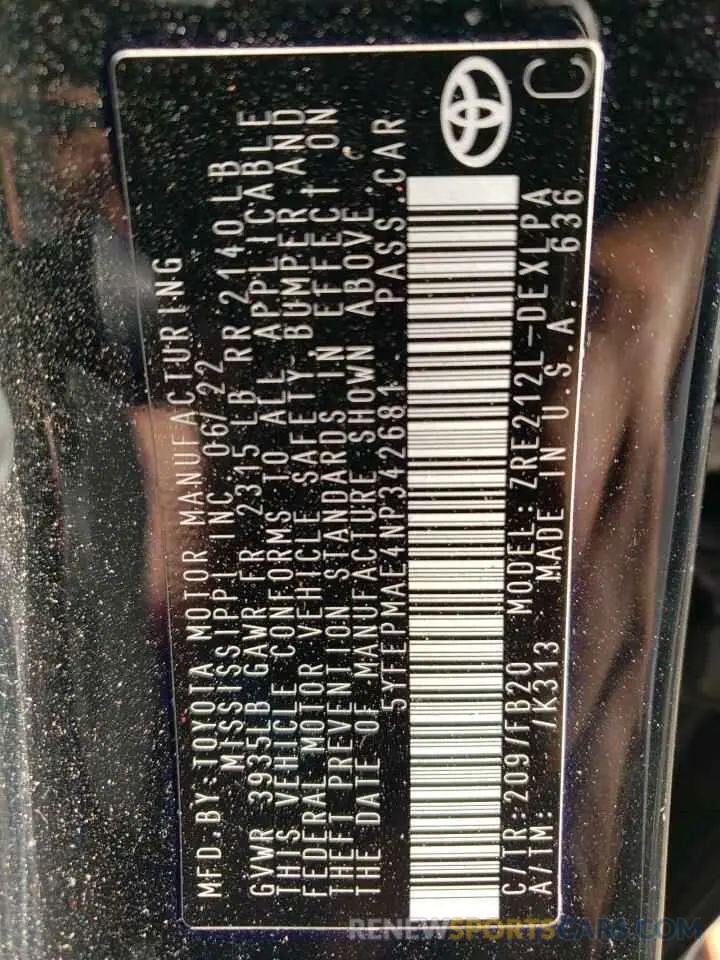 MFD.BY:TOYOTA MOTOR MANUFACTURING
MISSISSIPPI INC 06/22
GVWR 3935LB GAWR FR 2315 LB RR 2140 LB
THIS VEHICLE CONFORMS TO ALL APPLICABLE
FEDERAL MOTOR VEHICLE SAFETY, BUMPER AND
THEFT PREVENTION STANDARDS IN EFFECT ON
THE DATE OF MANUFACTURE SHOWN ABOVE.
5YFEPMAE4NP342681 PASS.CAR
C/TR:209/FB20 MODEL:ZRE212L-DEXLPA
A/TM: /K313 MADE IN U.S.A. 636
C
RENEWSPORTSCARS.COM